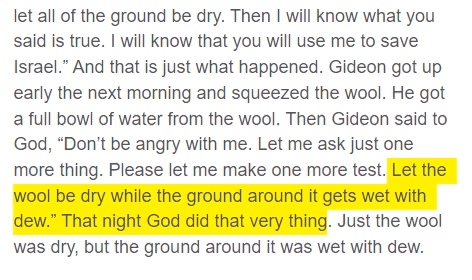 let all of the ground be dry. Then I will know what you
said is true. I will know that you will use me to save
Israel.” And that is just what happened. Gideon got up
early the next morning and squeezed the wool. He got
a full bowl of water from the wool. Then Gideon said to
God, “Don’t be angry with me. Let me ask just one
more thing. Please let me make one more test. Let the
wool be dry while the ground around it gets wet with
dew.” That night God did that very thing. Just the wool
was dry, but the ground around it was wet with dew.